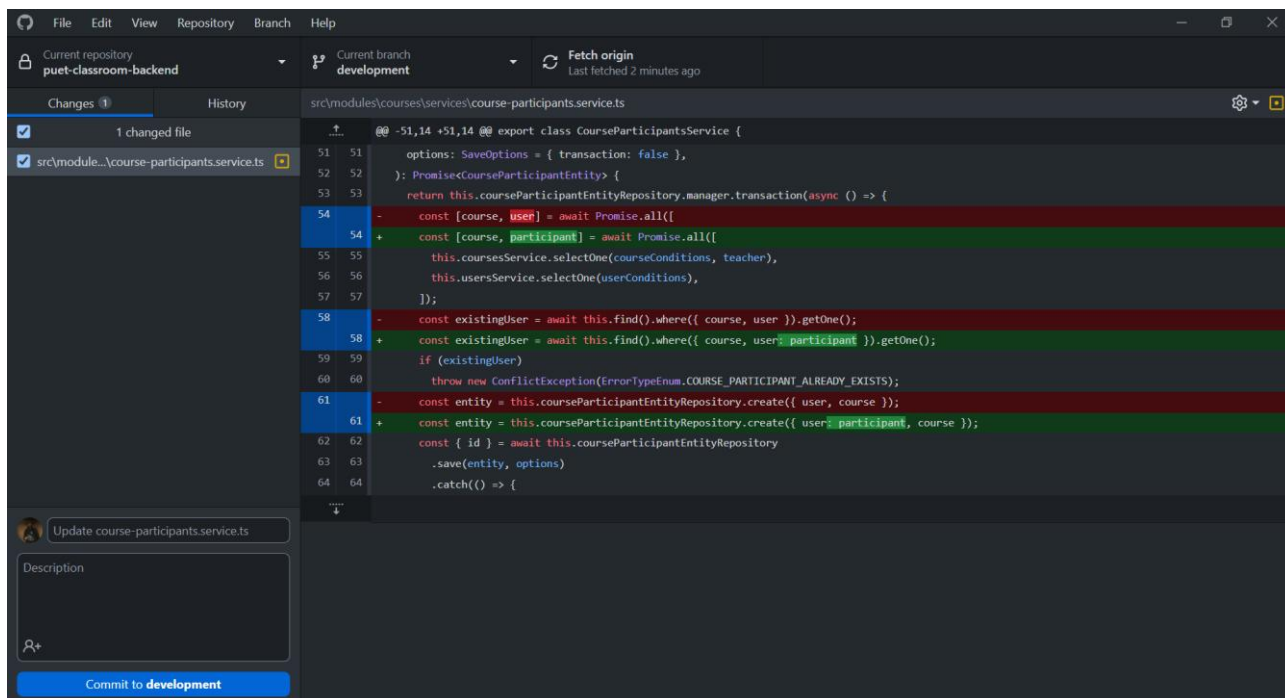 File Edit View Repository Branch Help
Current repository
puet-classroom-backend
Current branch
development
Fetch origin
Last fetched 2 minutes ago
Changes 1 History
src\modules\courses\services\course-participants.service.ts
1 changed file
src\module...\course-participants.service.ts
@@ -51,14 +51,14 @@ export class CourseParticipantsService {
51 51 options: SaveOptions = { transaction: false },
52 52 ): Promise<CourseParticipantEntity> {
53 53 return this.courseParticipantEntityRepository.manager.transaction(async () => {
54 - const [course, user] = await Promise.all([
54 + const [course, participant] = await Promise.all([
55 55 this.coursesService.selectOne(courseConditions, teacher),
56 56 this.usersService.selectOne(userConditions),
57 57 ]);
58 - const existingUser = await this.find().where({ course, user }).getOne();
58 + const existingUser = await this.find().where({ course, user: participant }).getOne();
59 59 if (existingUser)
60 60 throw new ConflictException(ErrorTypeEnum.COURSE_PARTICIPANT_ALREADY_EXISTS);
61 - const entity = this.courseParticipantEntityRepository.create({ user, course });
61 + const entity = this.courseParticipantEntityRepository.create({ user: participant, course });
62 62 const { id } = await this.courseParticipantEntityRepository
63 63 .save(entity, options)
64 64 .catch(() => {
Update course-participants.service.ts
Description
Commit to development